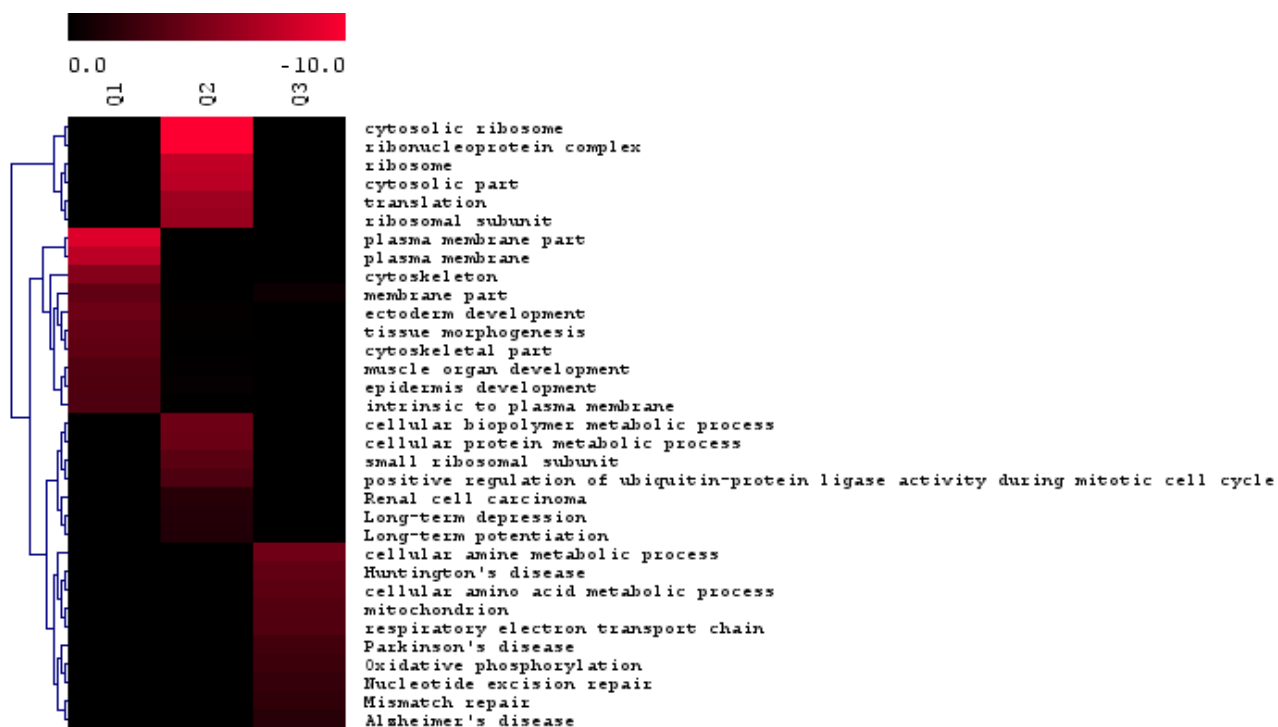 0.0 -10.0
Q1 Q2 Q3
cytosolic ribosome
ribonucleoprotein complex
ribosome
cytosolic part
translation
ribosomal subunit
plasma membrane part
plasma membrane
cytoskeleton
membrane part
ectoderm development
tissue morphogenesis
cytoskeletal part
muscle organ development
epidermis development
intrinsic to plasma membrane
cellular biopolymer metabolic process
cellular protein metabolic process
small ribosomal subunit
positive regulation of ubiquitin-protein ligase activity during mitotic cell cycle
Renal cell carcinoma
Long-term depression
Long-term potentiation
cellular amine metabolic process
Huntington's disease
cellular amino acid metabolic process
mitochondrion
respiratory electron transport chain
Parkinson's disease
Oxidative phosphorylation
Nucleotide excision repair
Mismatch repair
Alzheimer's disease